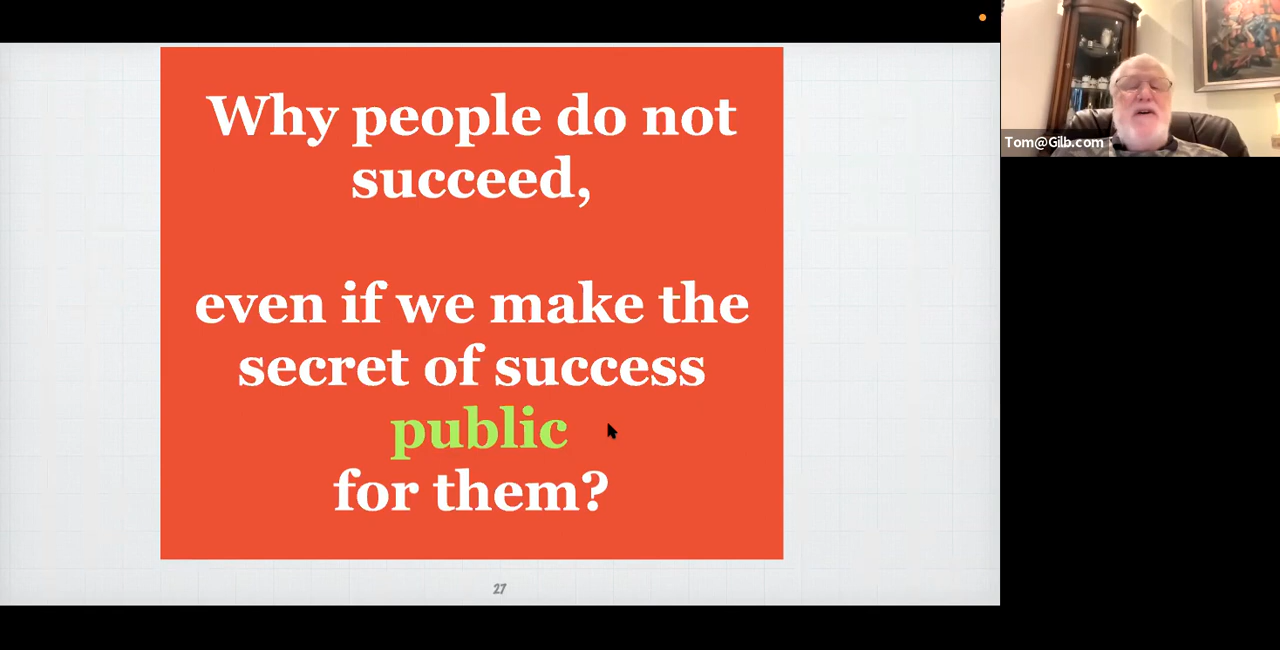 Why people do not
succeed,
even if we make the
secret of success
public
for them?
27
Tom@Gilb.com